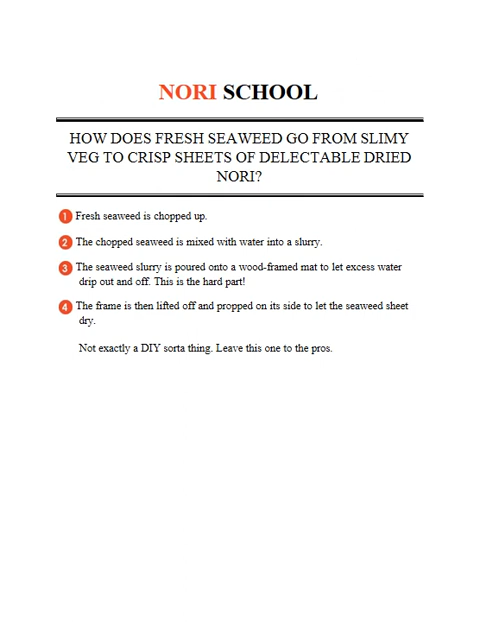 NORI SCHOOL
HOW DOES FRESH SEAWEED GO FROM SLIMY
VEG TO CRISP SHEETS OF DELECTABLE DRIED
NORI?
1 Fresh seaweed is chopped up.
2 The chopped seaweed is mixed with water into a slurry.
3 The seaweed slurry is poured onto a wood-framed mat to let excess water
drip out and off. This is the hard part!
4 The frame is then lifted off and propped on its side to let the seaweed sheet
dry.
Not exactly a DIY sorta thing. Leave this one to the pros.